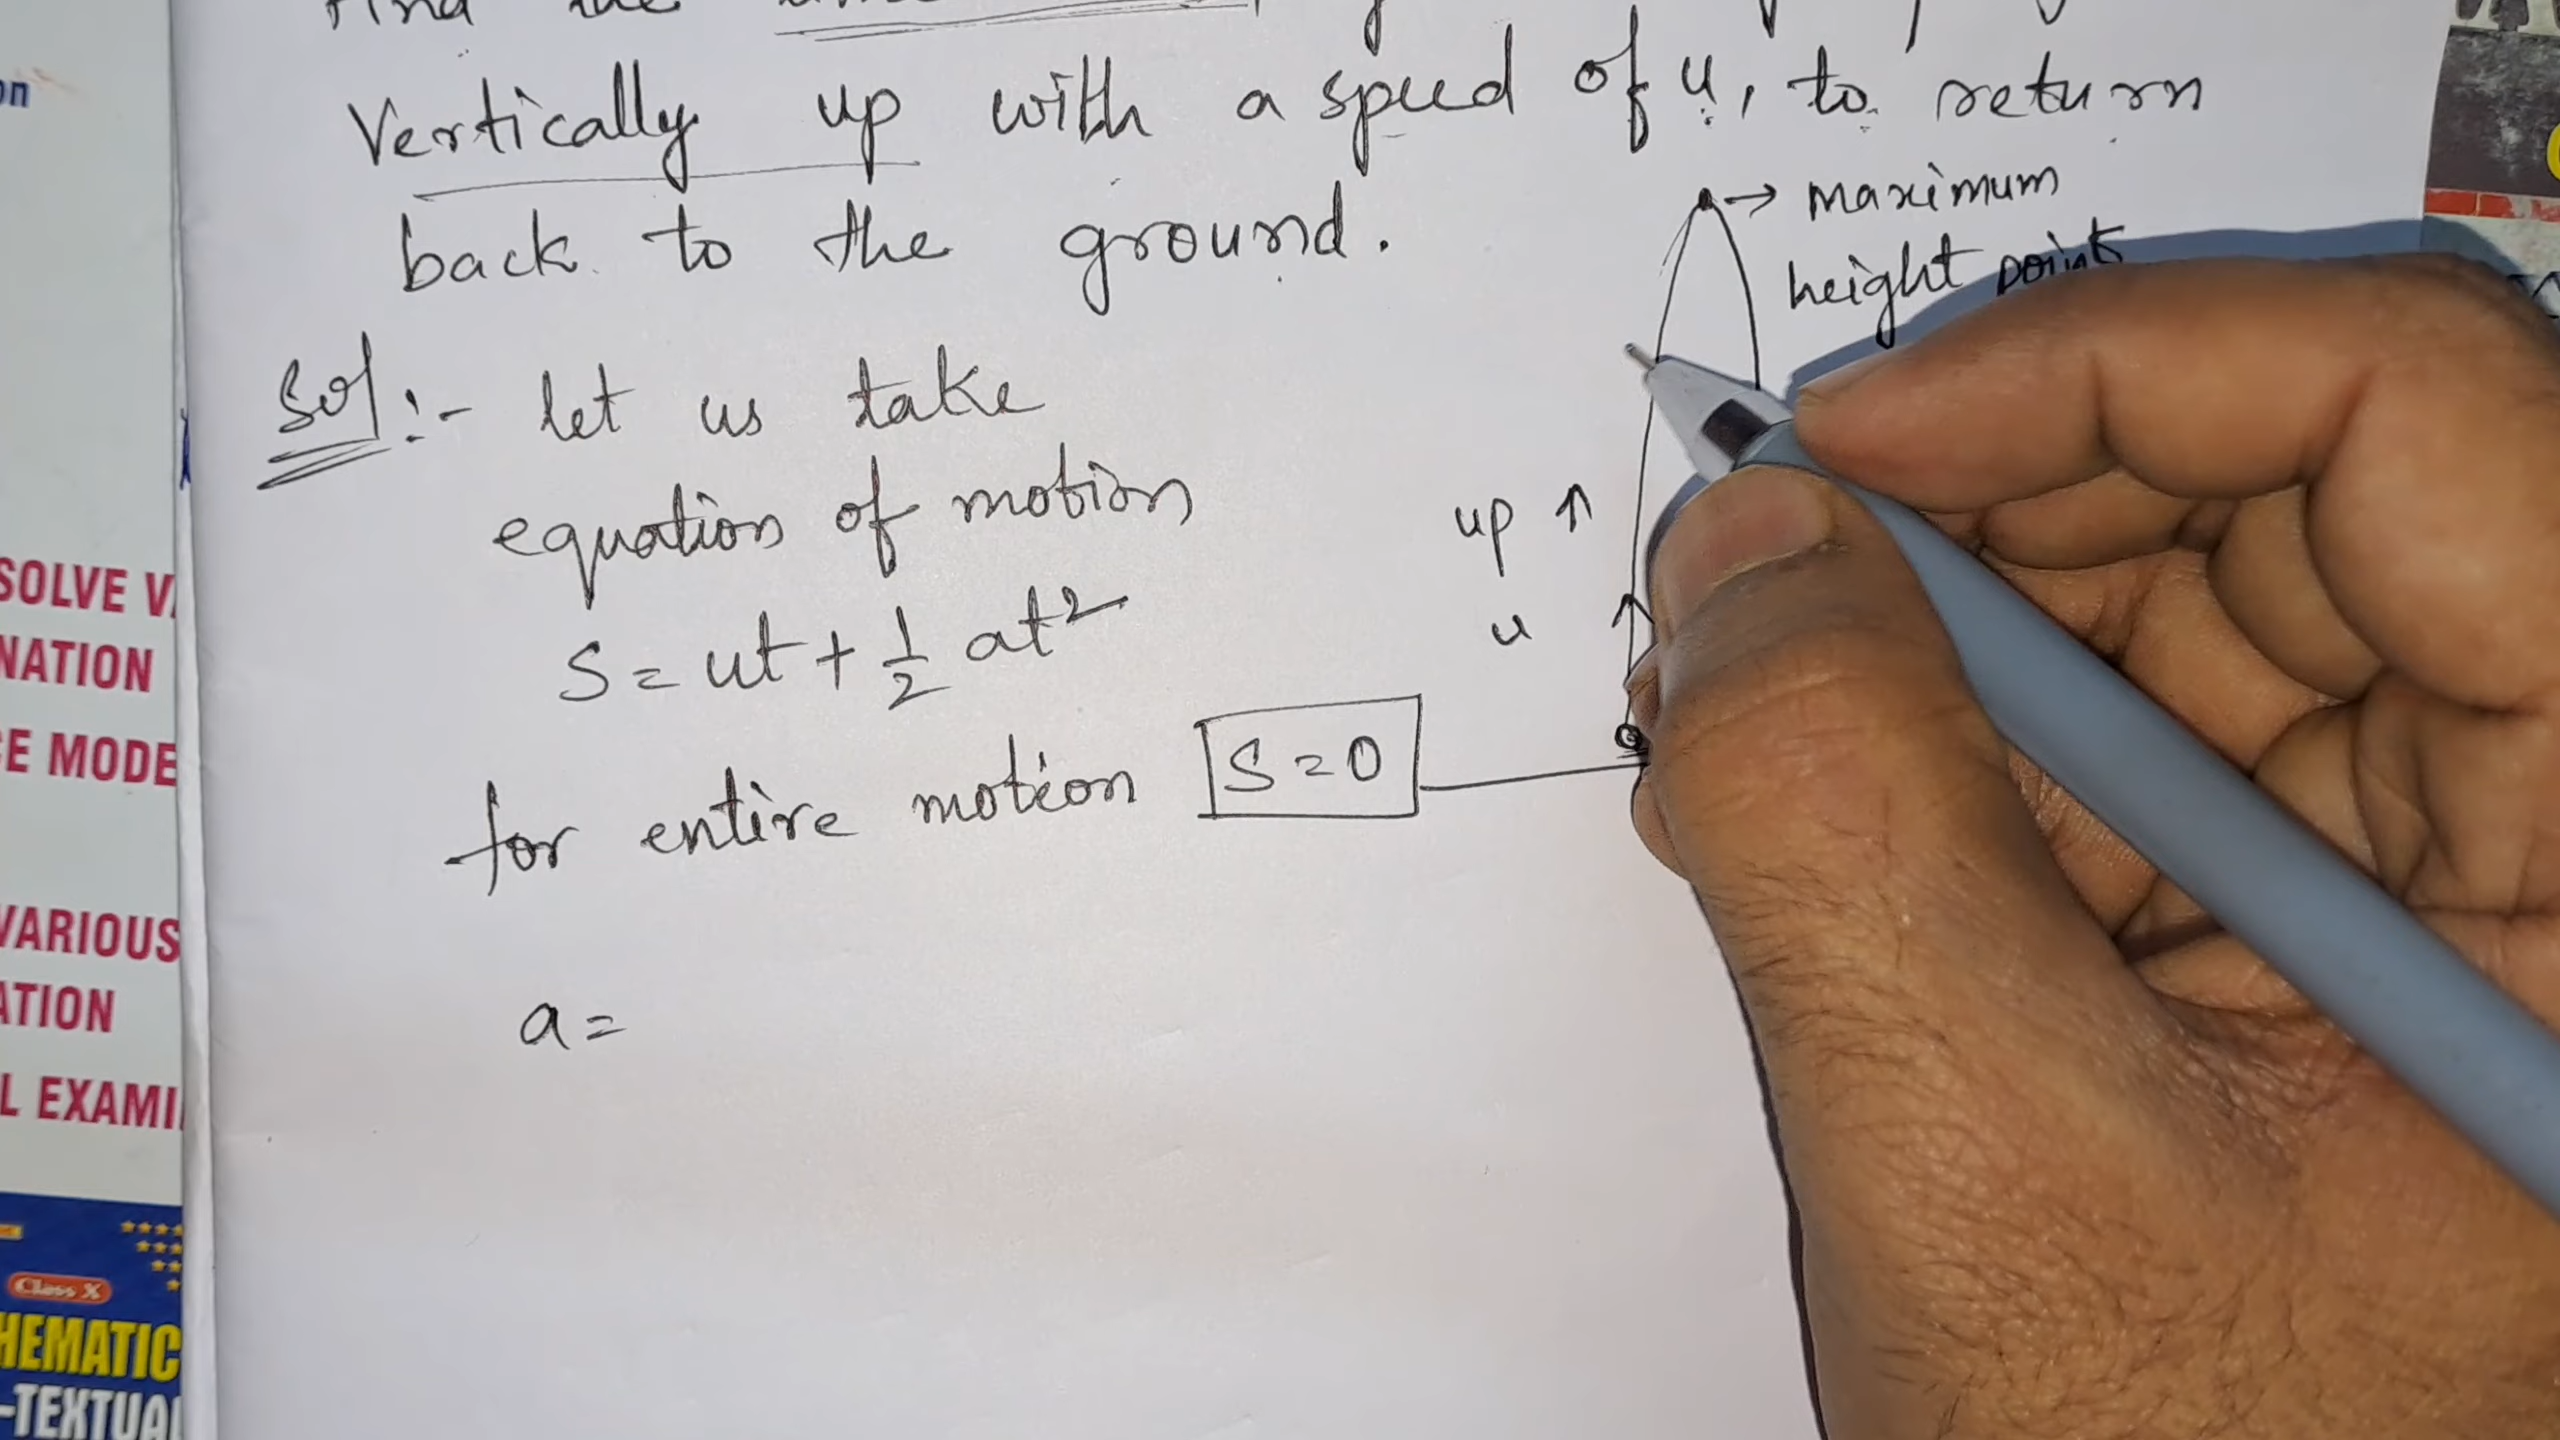 Vertically up with a speed of u, to return
back to the ground.
→ maximum
height point
Sol :- let us take
equation of motion
up ↑
u
S = ut + 1/2 at²
for entire motion S = 0
a =
on
SOLVE
NATION
CE MODE
VARIOUS
ATION
L EXAMI
Class X
HEMATIC
-TEXTUAL